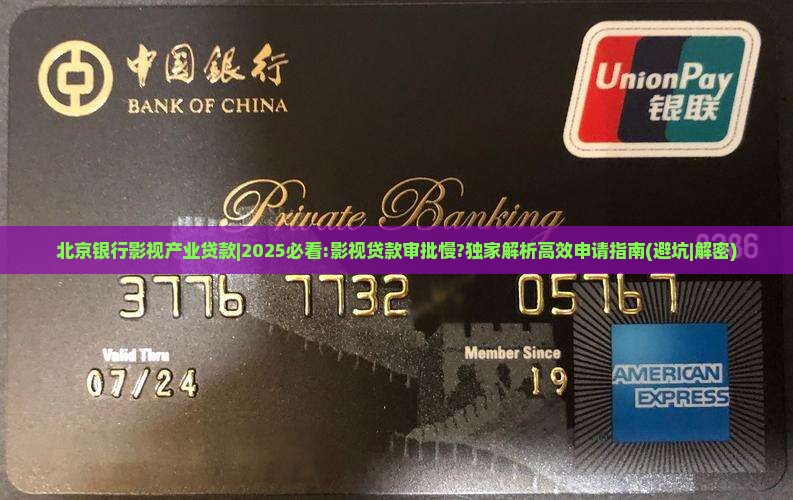 中国银行
BANK OF CHINA
UnionPay
银联
Private Banking
北京银行影视产业贷款|2025必看:影视贷款审批慢?独家解析高效申请指南(避坑|解密)
3776 7732 05767
Valid Thru
Member Since
07/24
19
AMERICAN
EXPRESS